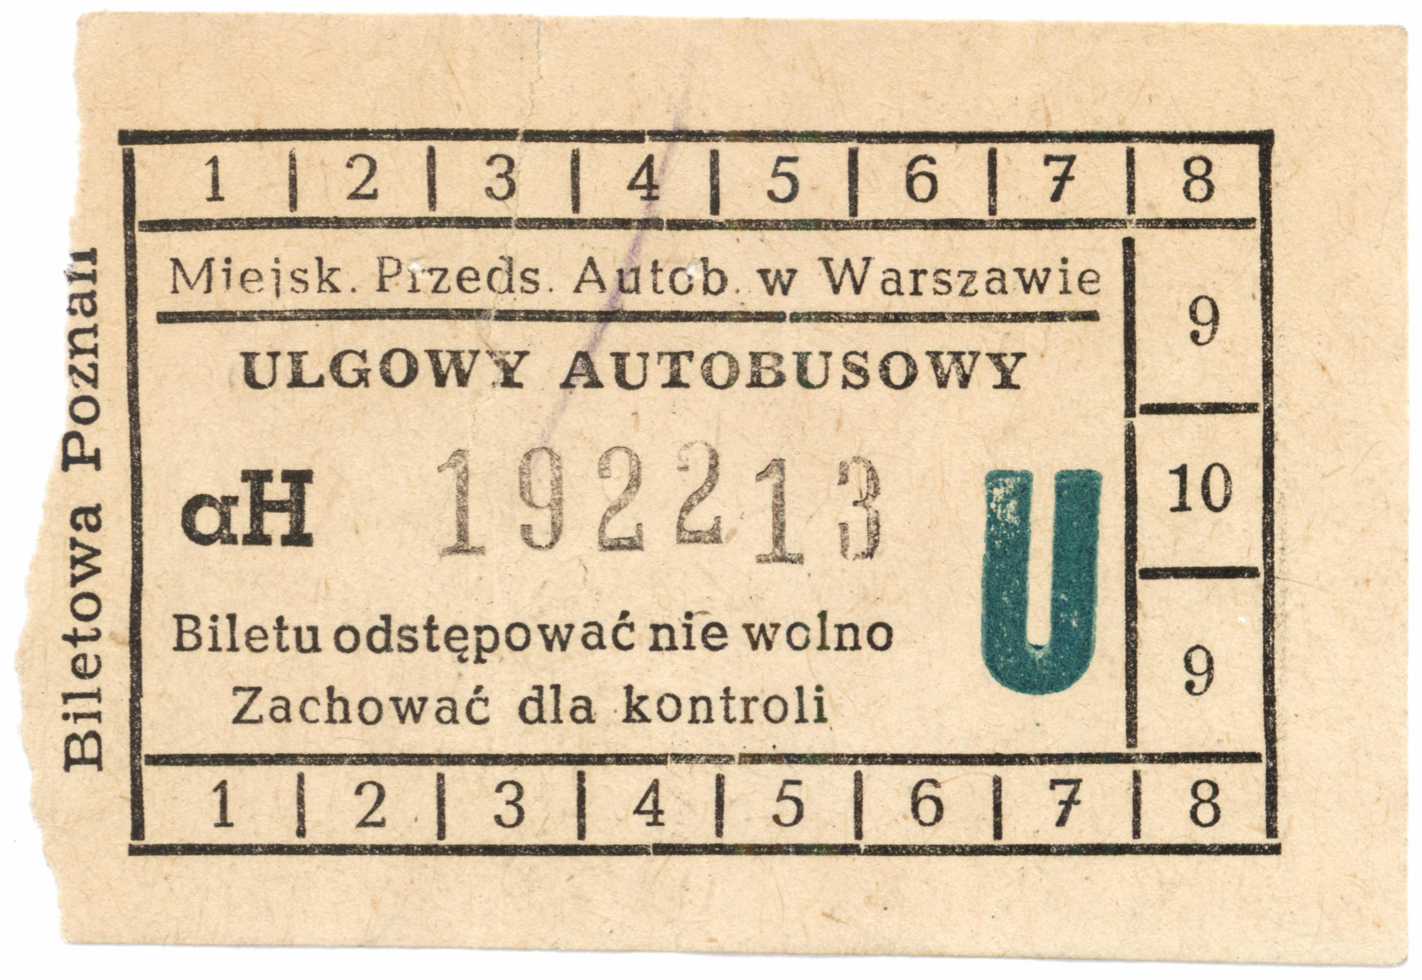 1 | 2 | 3 | 4 | 5 | 6 | 7 | 8
Miejsk. Przeds. Autob. w Warszawie
9
ULGOWY AUTOBUSOWY
aH 192213 U
10
Biletu odstępować nie wolno
9
Zachować dla kontroli
1 | 2 | 3 | 4 | 5 | 6 | 7 | 8
Biletowa Poznań